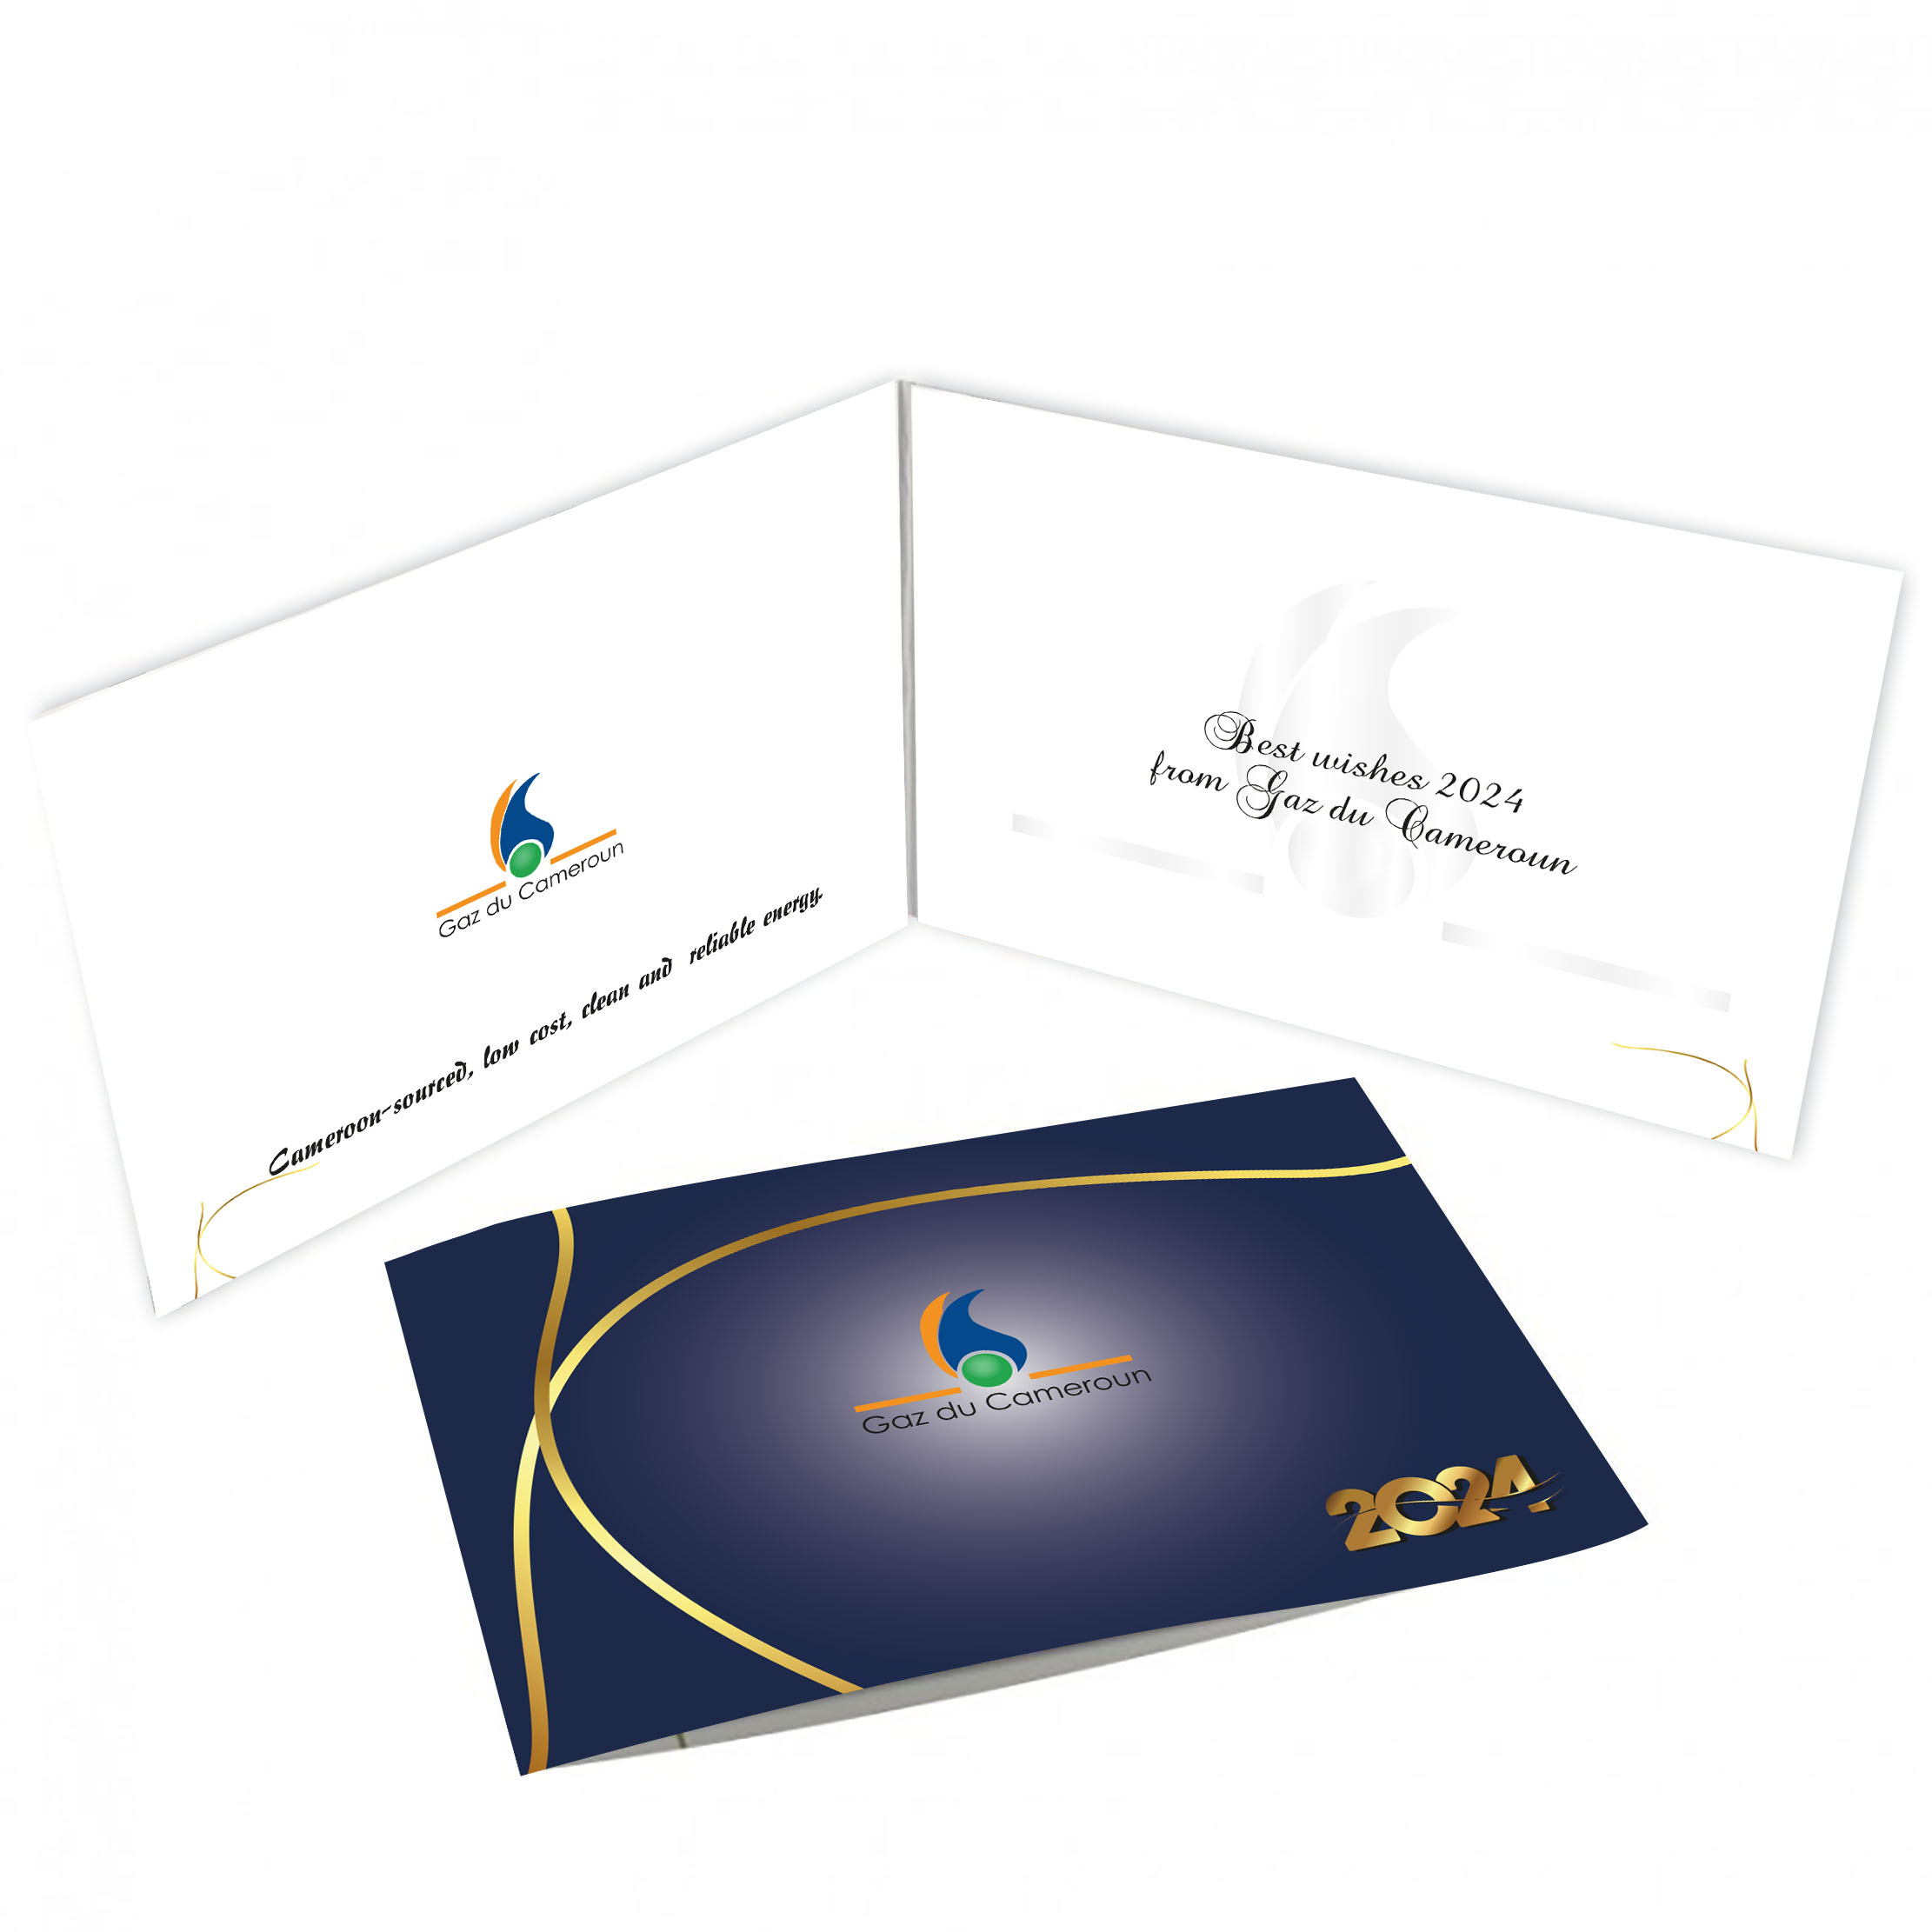 Gaz du Cameroun
Cameroon-sourced, low cost, clean and reliable energy.
Best wishes 2024
from Gaz du Cameroun
Gaz du Cameroun
2024